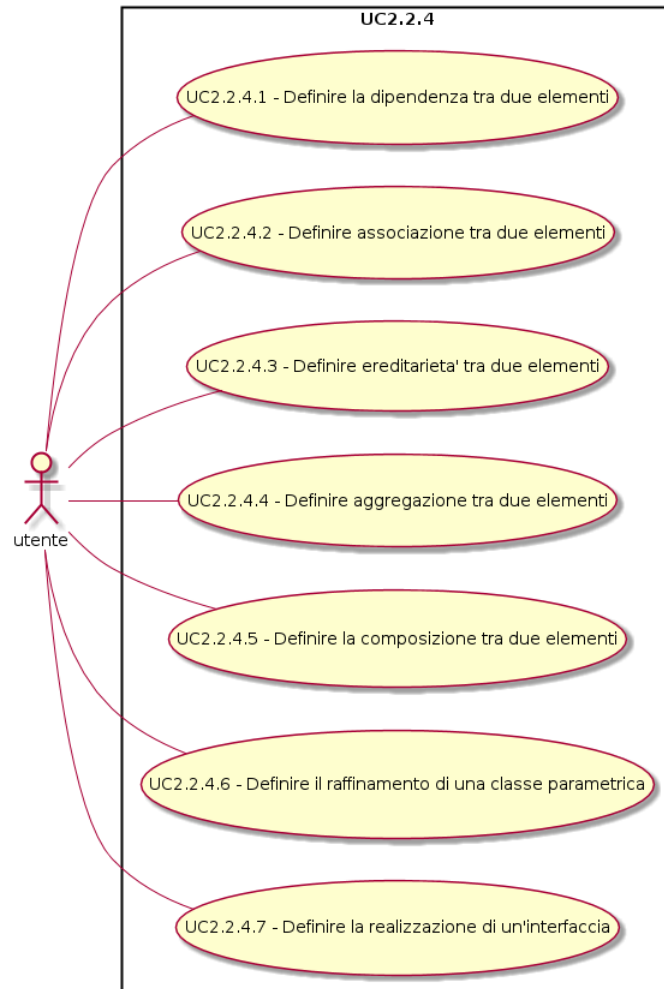 UC2.2.4
UC2.2.4.1 - Definire la dipendenza tra due elementi
UC2.2.4.2 - Definire associazione tra due elementi
UC2.2.4.3 - Definire ereditarieta' tra due elementi
UC2.2.4.4 - Definire aggregazione tra due elementi
utente
UC2.2.4.5 - Definire la composizione tra due elementi
UC2.2.4.6 - Definire il raffinamento di una classe parametrica
UC2.2.4.7 - Definire la realizzazione di un'interfaccia